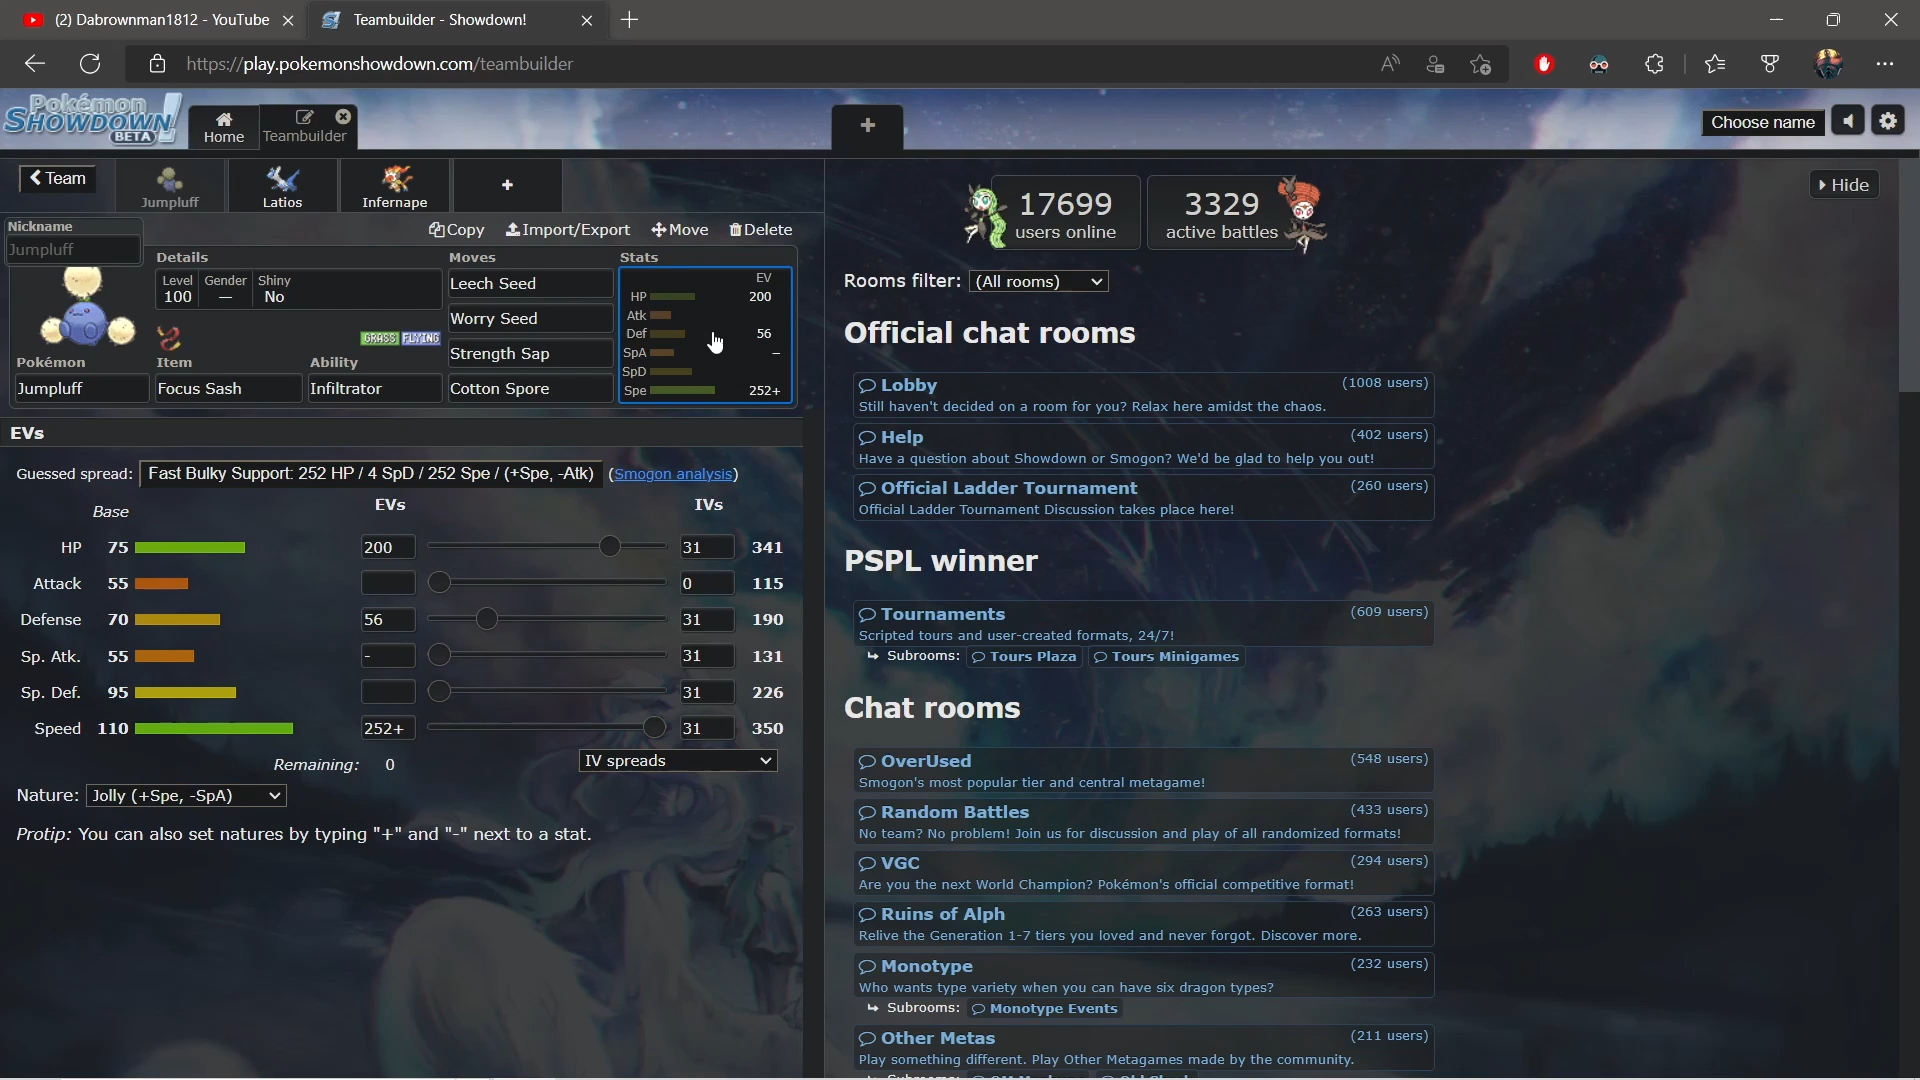 (2) Dabrownman1812 - YouTube
Teambuilder - Showdown!
https://play.pokemonshowdown.com/teambuilder
Pokémon
SHOWDOWN!
BETA
Home
Teambuilder
+
Choose name
Team
Jumpluff
Latios
Infernape
+
Nickname
Jumpluff
Copy
Import/Export
Move
Delete
Details
Level
100
Gender
—
Shiny
No
GRASS FLYING
Pokémon
Jumpluff
Item
Focus Sash
Ability
Infiltrator
Moves
Leech Seed
Worry Seed
Strength Sap
Cotton Spore
Stats
EV
HP 200
Atk
Def 56
SpA −
SpD
Spe 252+
EVs
Guessed spread: Fast Bulky Support: 252 HP / 4 SpD / 252 Spe / (+Spe, -Atk) (Smogon analysis)
Base EVs IVs
HP 75 200 31 341
Attack 55 0 115
Defense 70 56 31 190
Sp. Atk. 55 - 31 131
Sp. Def. 95 31 226
Speed 110 252+ 31 350
Remaining: 0
IV spreads
Nature: Jolly (+Spe, -SpA)
Protip: You can also set natures by typing "+" and "-" next to a stat.
17699
users online
3329
active battles
Hide
Rooms filter: (All rooms)
Official chat rooms
Lobby (1008 users)
Still haven't decided on a room for you? Relax here amidst the chaos.
Help (402 users)
Have a question about Showdown or Smogon? We'd be glad to help you out!
Official Ladder Tournament (260 users)
Official Ladder Tournament Discussion takes place here!
PSPL winner
Tournaments (609 users)
Scripted tours and user-created formats, 24/7!
Subrooms: Tours Plaza Tours Minigames
Chat rooms
OverUsed (548 users)
Smogon's most popular tier and central metagame!
Random Battles (433 users)
No team? No problem! Join us for discussion and play of all randomized formats!
VGC (294 users)
Are you the next World Champion? Pokémon's official competitive format!
Ruins of Alph (263 users)
Relive the Generation 1-7 tiers you loved and never forgot. Discover more.
Monotype (232 users)
Who wants type variety when you can have six dragon types?
Subrooms: Monotype Events
Other Metas (211 users)
Play something different. Play Other Metagames made by the community.